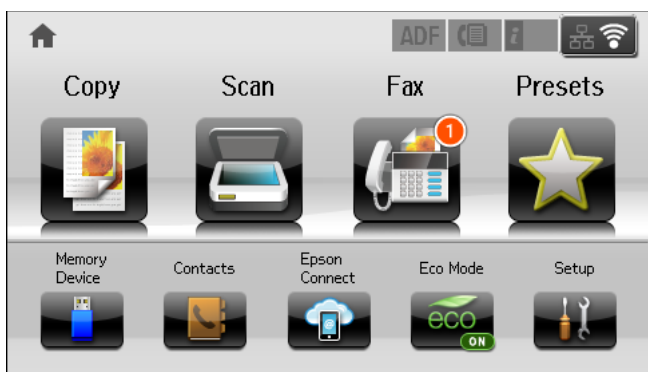 ADF i
Copy Scan Fax Presets
1
Memory Device
Contacts
Epson Connect
Eco Mode
Setup
@
eco
ON